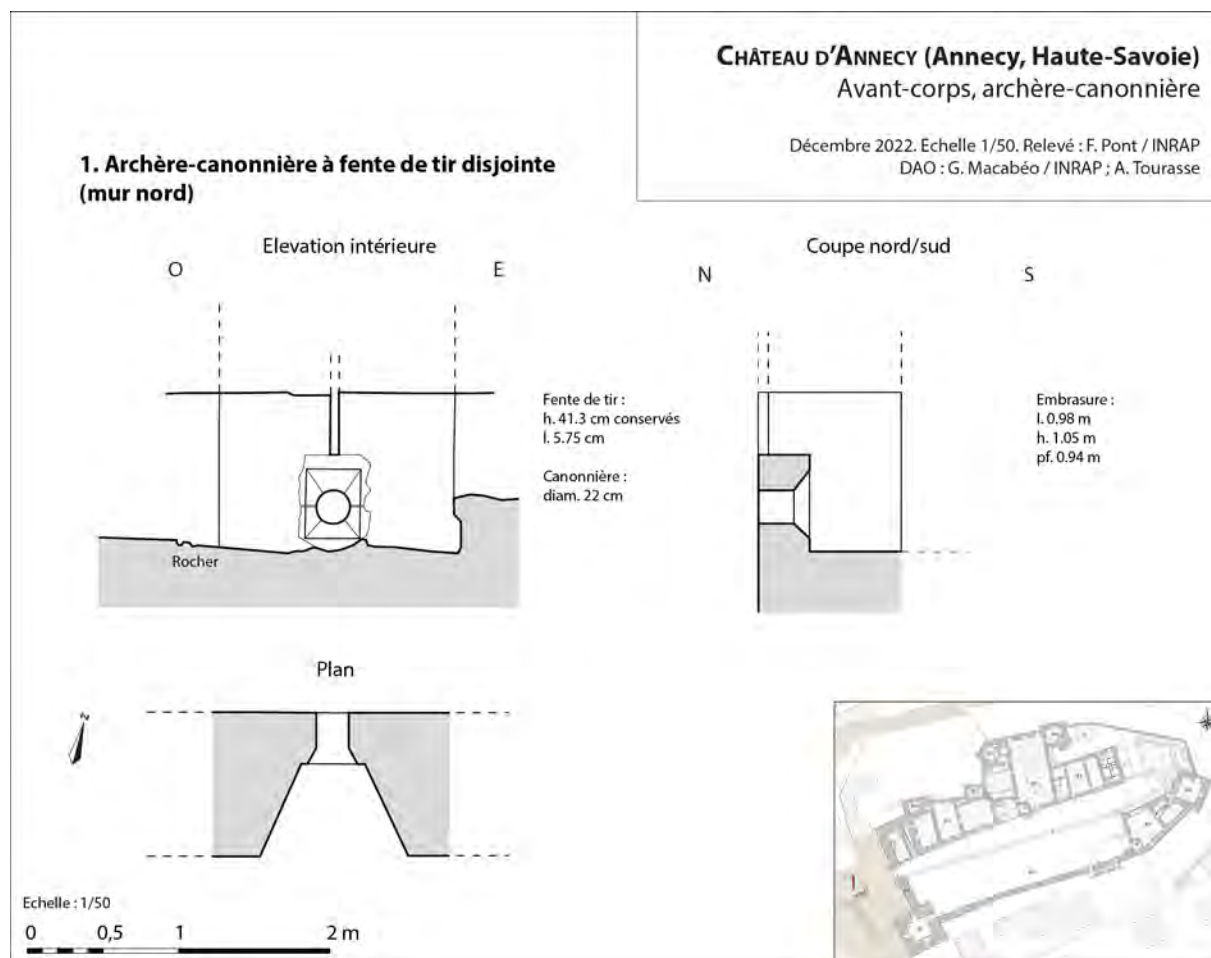 CHÂTEAU D'ANNECY (Annecy, Haute-Savoie)
Avant-corps, archère-canonnière
Décembre 2022. Echelle 1/50. Relevé : F. Pont / INRAP
DAO : G. Macabéo / INRAP ; A. Tourasse
1. Archère-canonnière à fente de tir disjointe
(mur nord)
Elevation intérieure
O
E
Fente de tir :
h. 41.3 cm conservés
l. 5.75 cm
Canonnière :
diam. 22 cm
Rocher
Coupe nord/sud
N
S
Embrasure :
l. 0.98 m
h. 1.05 m
pf. 0.94 m
Plan
N
Echelle : 1/50
0 0,5 1 2 m